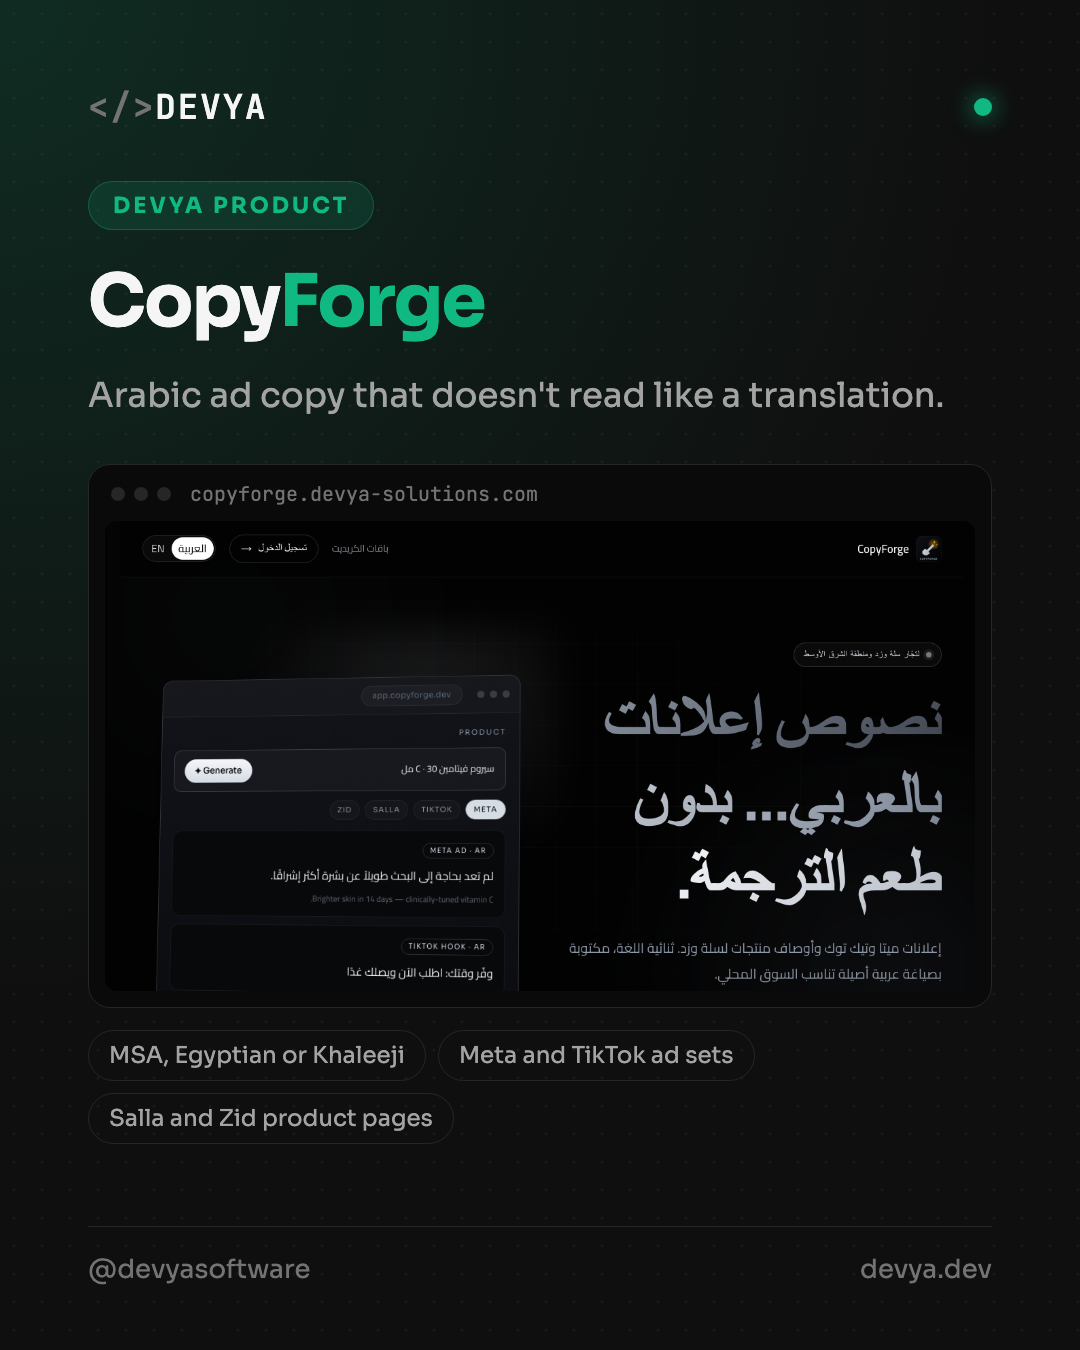 </>DEVYA
DEVYA PRODUCT
CopyForge
Arabic ad copy that doesn't read like a translation.
copyforge.devya-solutions.com
CopyForge
باقات الكريديت
تسجيل الدخول →
العربية EN
لتجّار سلة وزد ومنطقة الشرق الأوسط
نصوص إعلانات
بالعربي... بدون
طعم الترجمة.
إعلانات ميتا وتيك توك وأوصاف منتجات لسلة وزد. ثنائية اللغة، مكتوبة
بصياغة عربية أصيلة تناسب السوق المحلي.
app.copyforge.dev
PRODUCT
سيروم فيتامين C · 30 مل
Generate
META TIKTOK SALLA ZID
META AD · AR
لم تعد بحاجة إلى البحث طويلاً عن بشرة أكثر إشراقًا.
Brighter skin in 14 days — clinically-tuned vitamin C.
TIKTOK HOOK · AR
وفّر وقتك: اطلب الآن ويصلك غدًا
MSA, Egyptian or Khaleeji
Meta and TikTok ad sets
Salla and Zid product pages
@devyasoftware
devya.dev